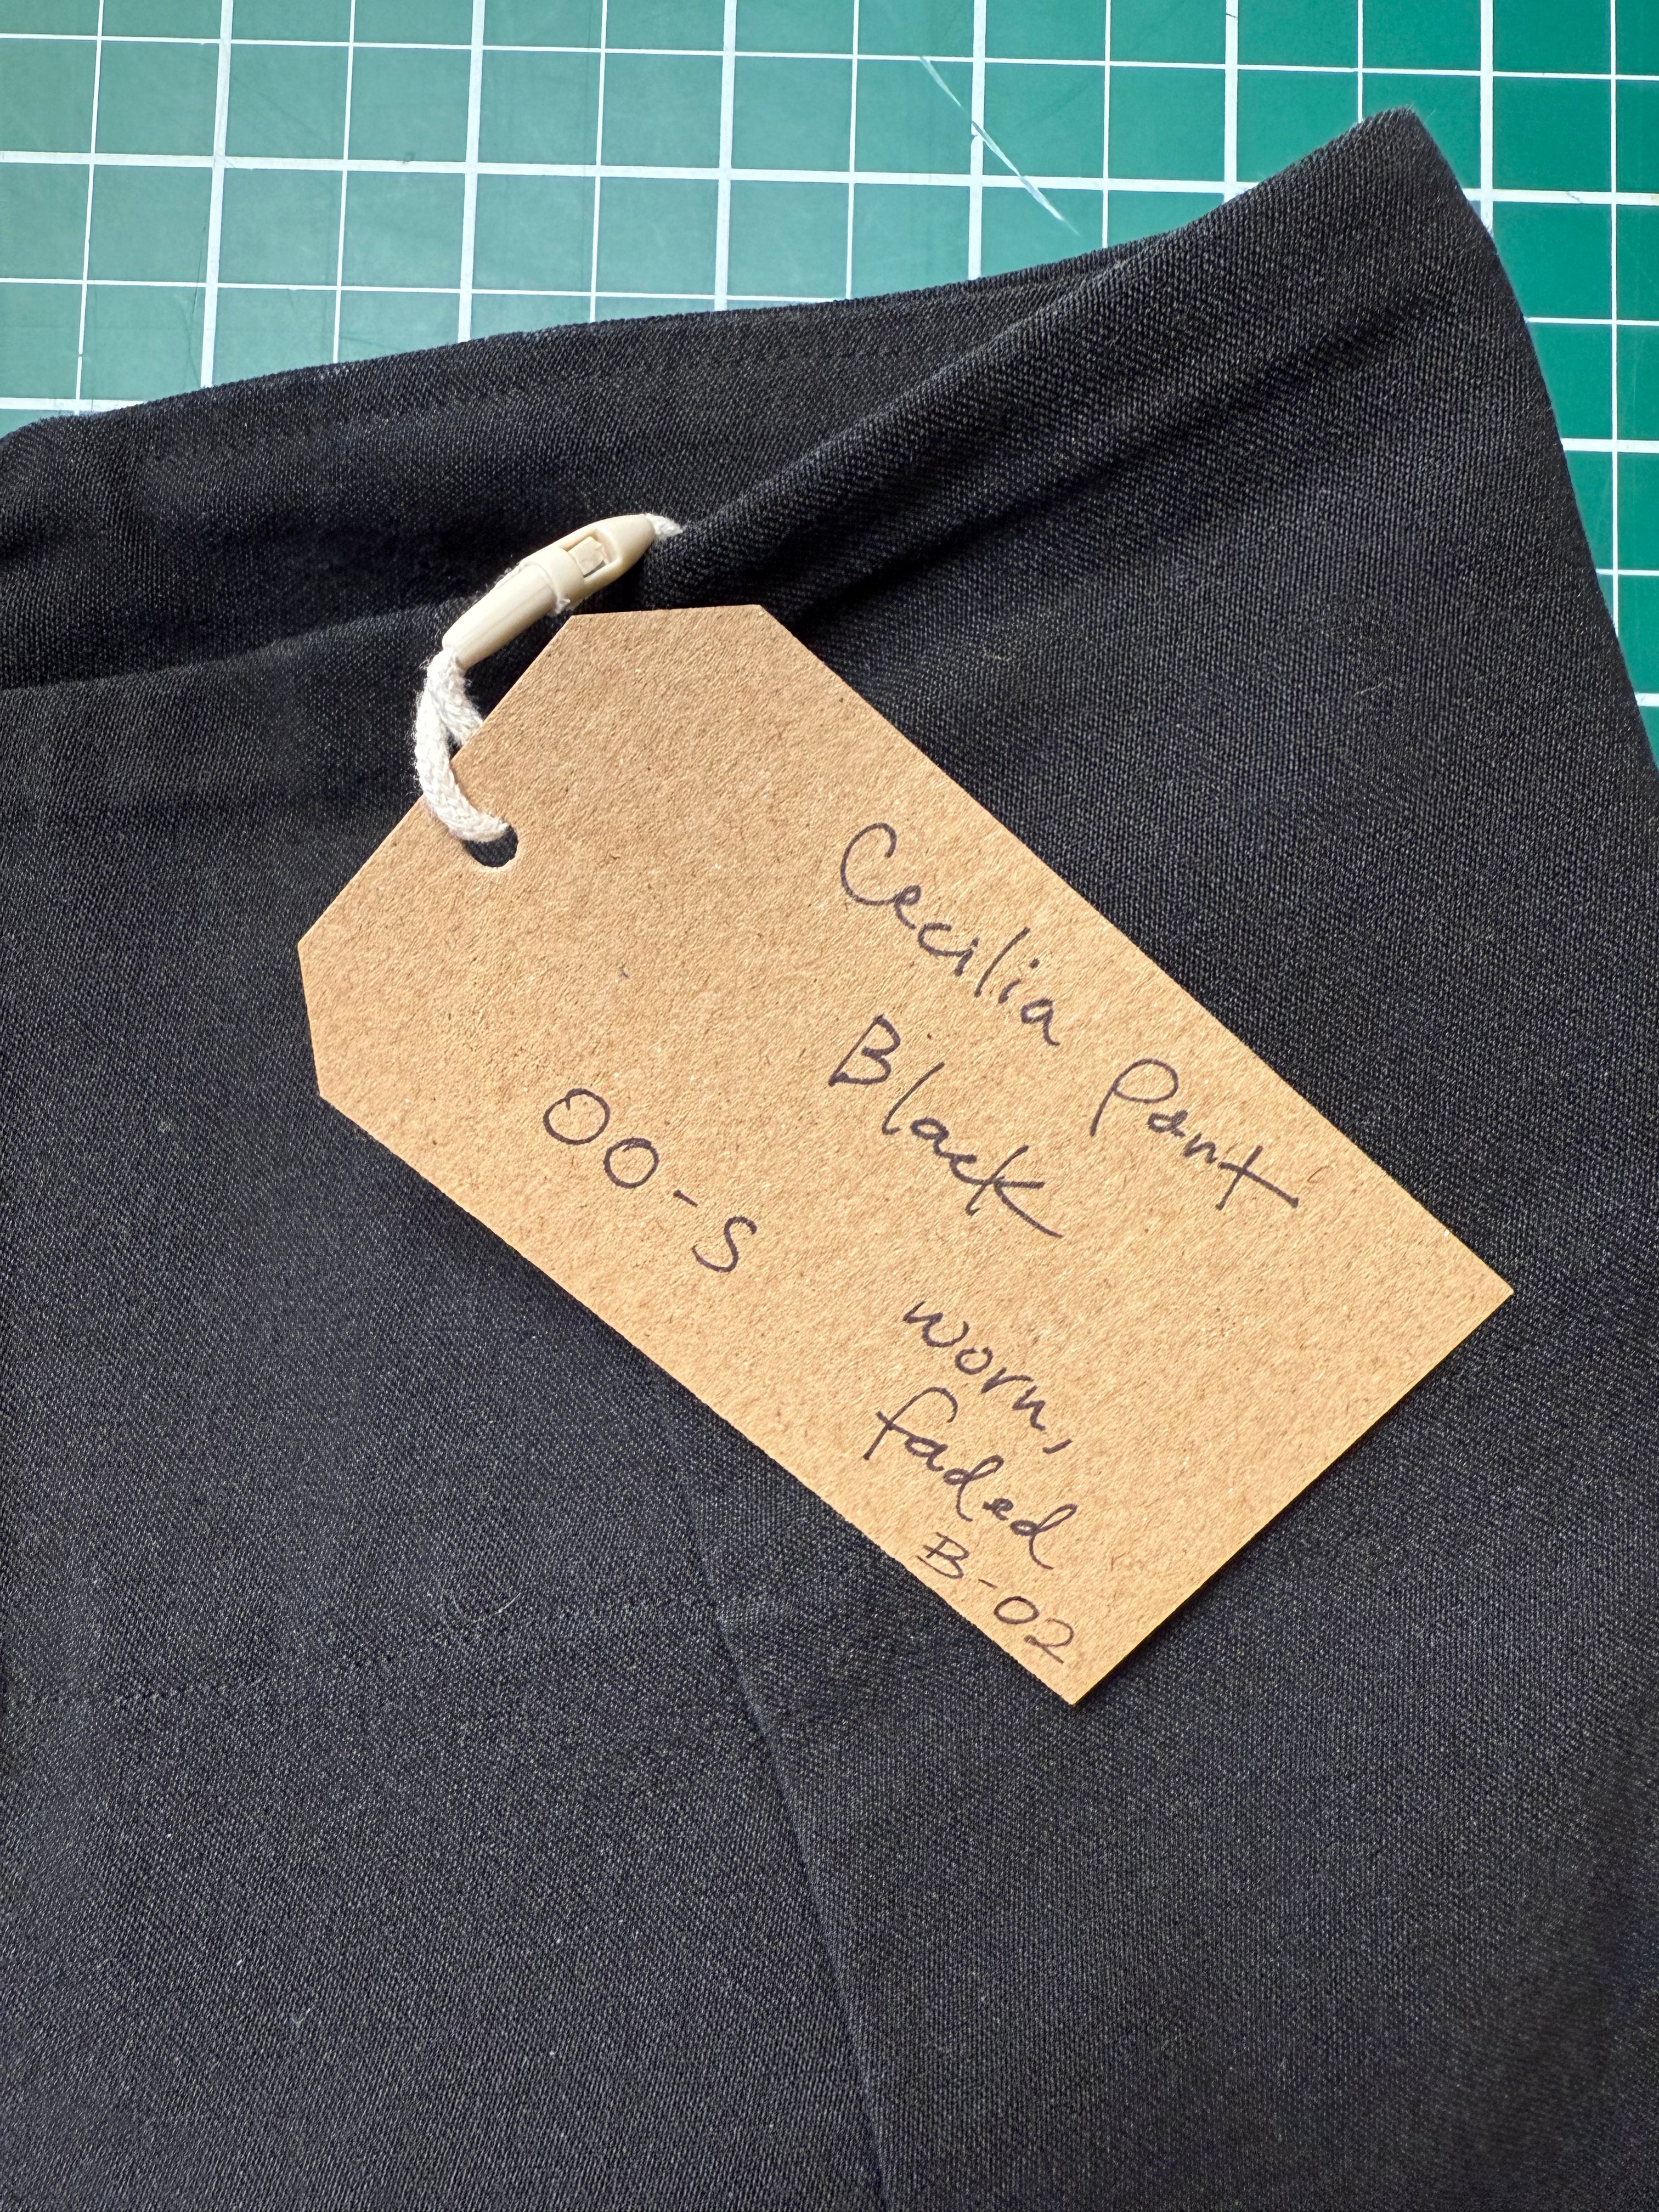 Cecilia Pant
Black
00-S
worn,
faded
B-02